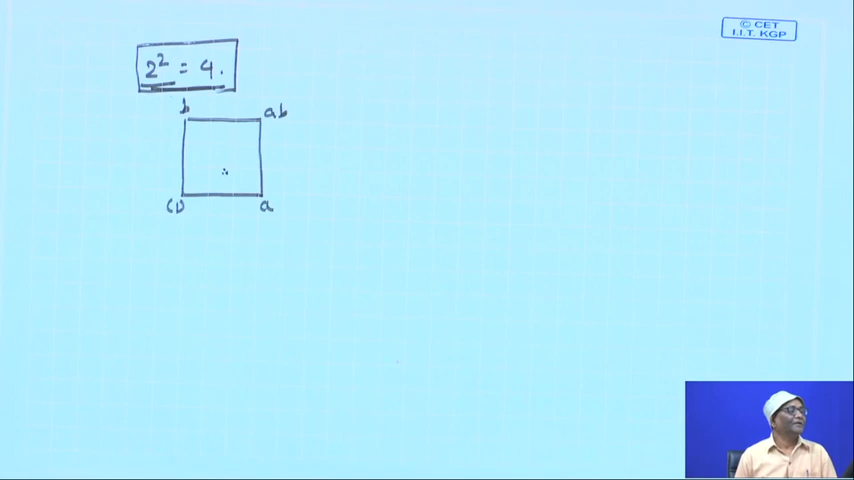 © CET
I.I.T. KGP
2² = 4.
b ab
(1) a